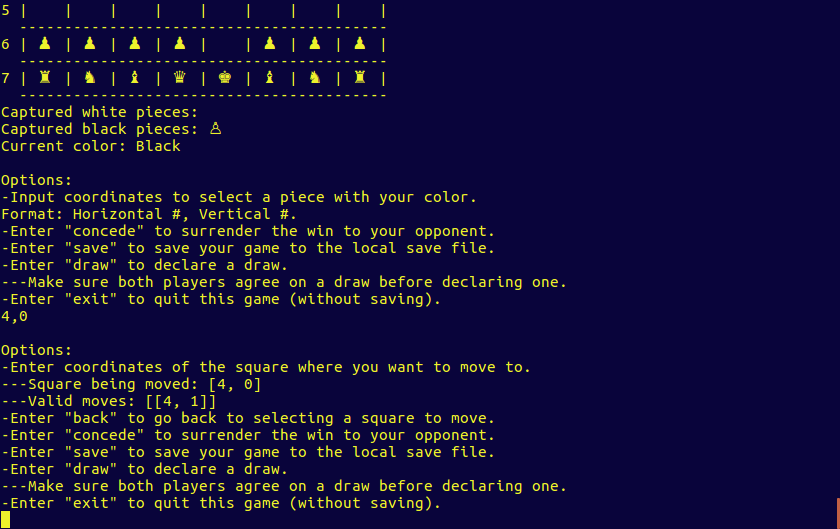 5 |    |    |    |    |    |    |    |    |
  -----------------------------------------
6 | ♟ | ♟ | ♟ | ♟ |    | ♟ | ♟ | ♟ |
  -----------------------------------------
7 | ♜ | ♞ | ♝ | ♛ | ♚ | ♝ | ♞ | ♜ |
  -----------------------------------------
Captured white pieces:
Captured black pieces: ♙
Current color: Black
Options:
-Input coordinates to select a piece with your color.
Format: Horizontal #, Vertical #.
-Enter "concede" to surrender the win to your opponent.
-Enter "save" to save your game to the local save file.
-Enter "draw" to declare a draw.
---Make sure both players agree on a draw before declaring one.
-Enter "exit" to quit this game (without saving).
4,0
Options:
-Enter coordinates of the square where you want to move to.
---Square being moved: [4, 0]
---Valid moves: [[4, 1]]
-Enter "back" to go back to selecting a square to move.
-Enter "concede" to surrender the win to your opponent.
-Enter "save" to save your game to the local save file.
-Enter "draw" to declare a draw.
---Make sure both players agree on a draw before declaring one.
-Enter "exit" to quit this game (without saving).